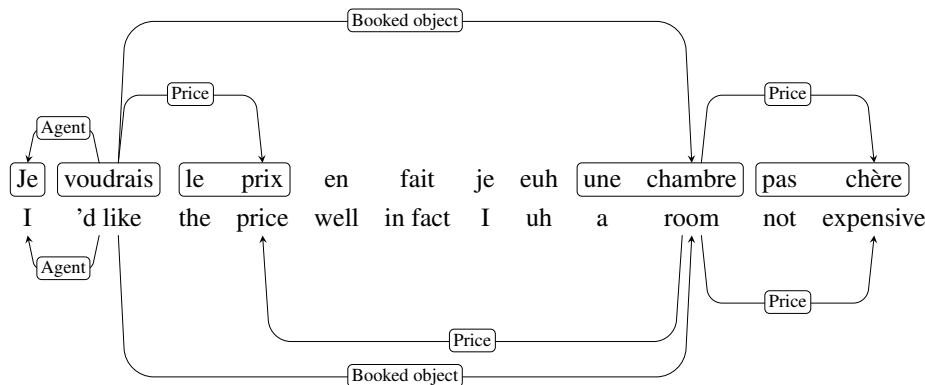 Booked object
Price Price
Agent
Je voudrais le prix en fait je euh une chambre pas chère
I ’d like the price well in fact I uh a room not expensive
Agent
Price
Price
Booked object